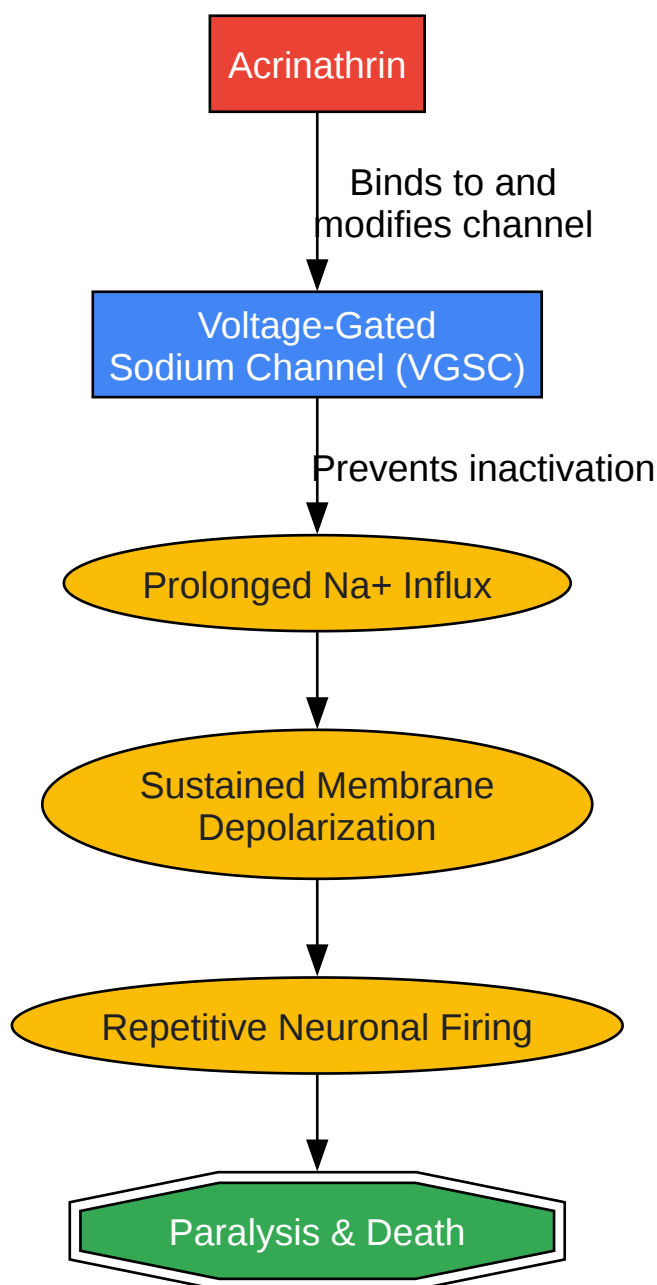 Acrinathrin
Binds to and
modifies channel
Voltage-Gated
Sodium Channel (VGSC)
Prevents inactivation
Prolonged Na+ Influx
Sustained Membrane
Depolarization
Repetitive Neuronal Firing
Paralysis & Death